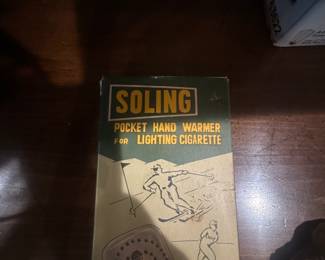 SOLING
POCKET HAND WARMER
FOR LIGHTING CIGARETTE